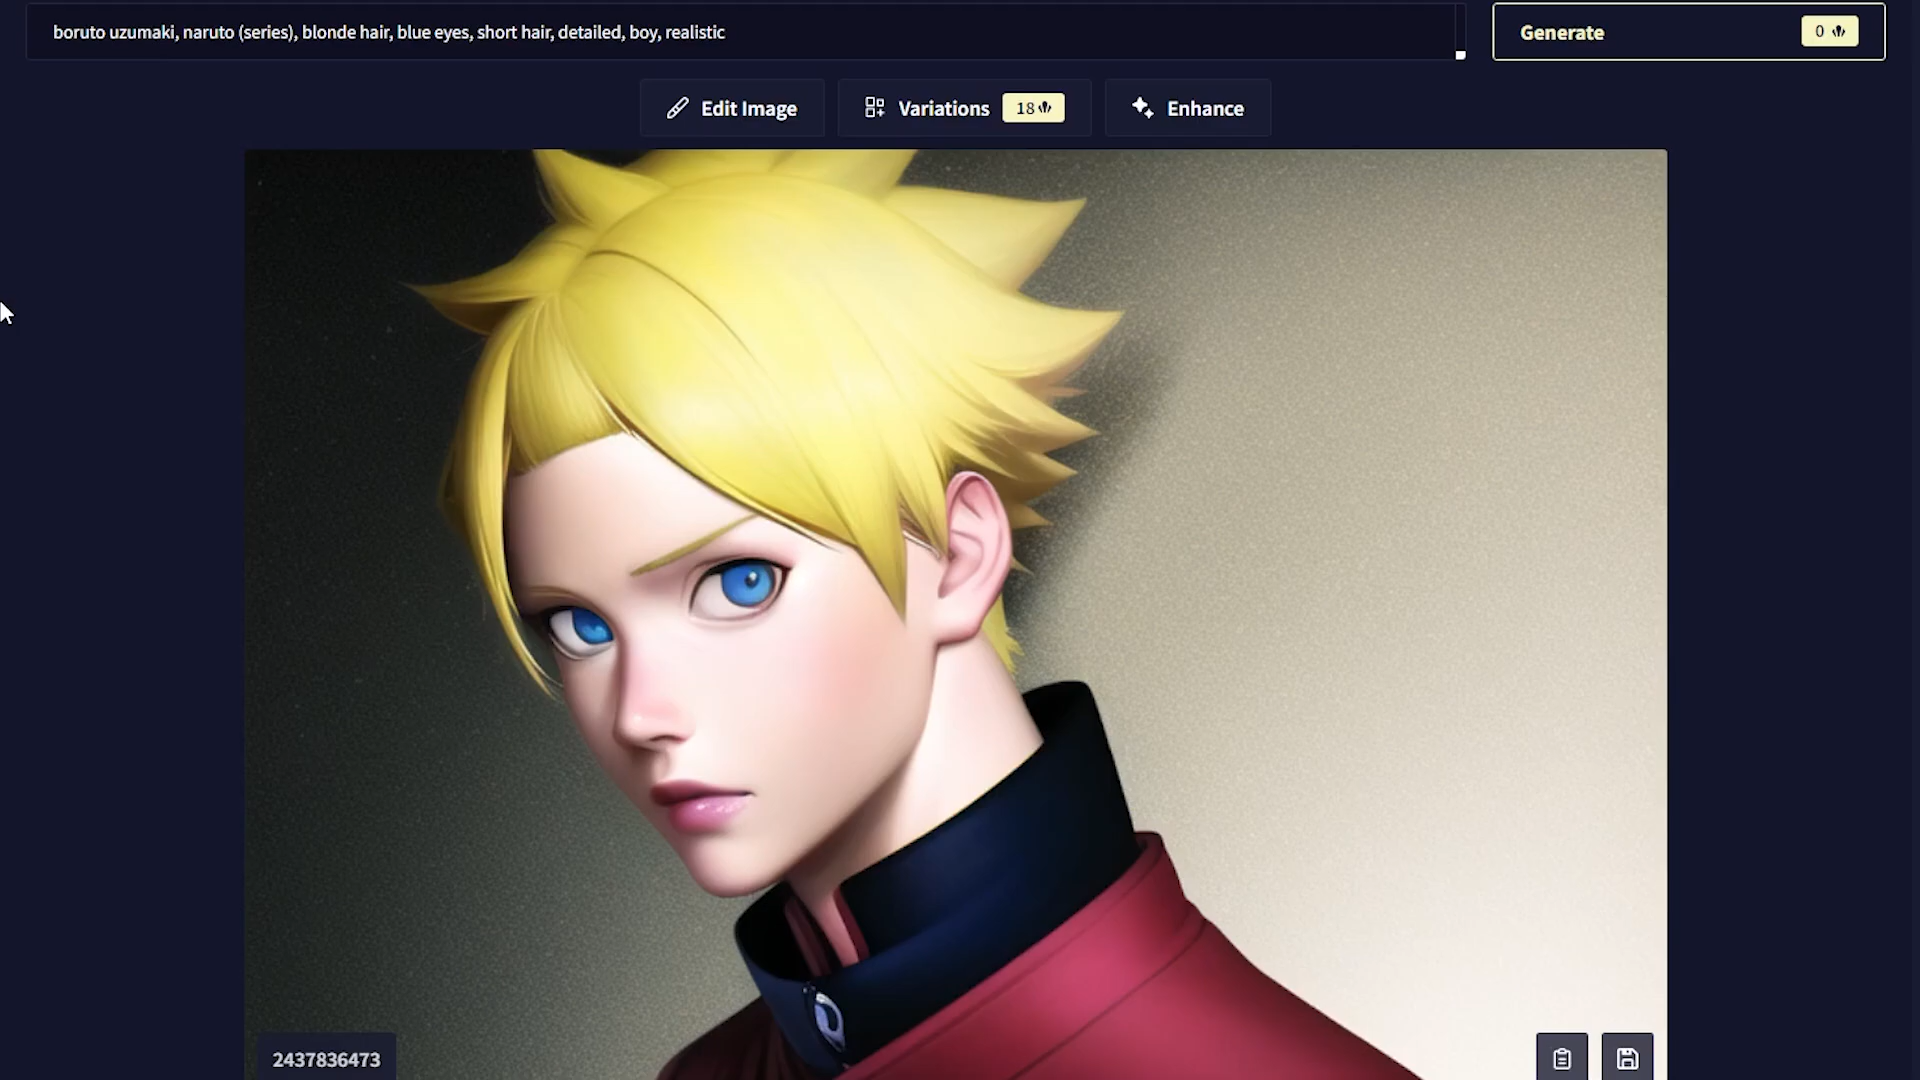 boruto uzumaki, naruto (series), blonde hair, blue eyes, short hair, detailed, boy, realistic
Generate 0
Edit Image Variations 18 Enhance
2437836473